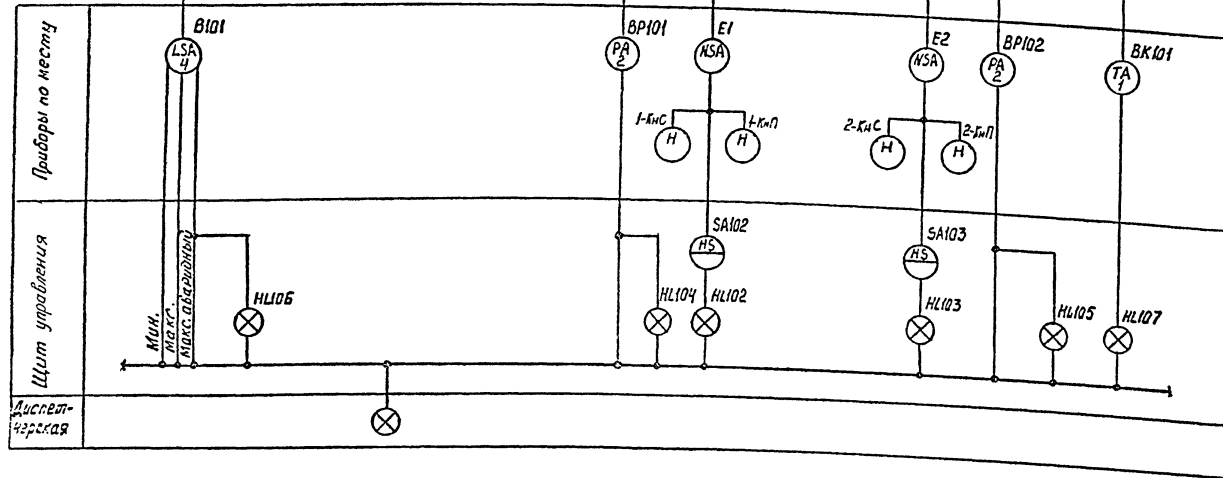 Приборы по месту
B101
LSA
4
BP101
PA
2
E1
NSA
1-КнС
H
1-КнП
H
E2
NSA
2-КнС
H
2-КнП
H
BP102
PA
2
BK101
TA
1
Щит управления
Мин.
Макс.
Макс. аварийный
HL106
HL104
SA102
HS
HL102
SA103
HS
HL103
HL105
HL107
Диспет-
черская